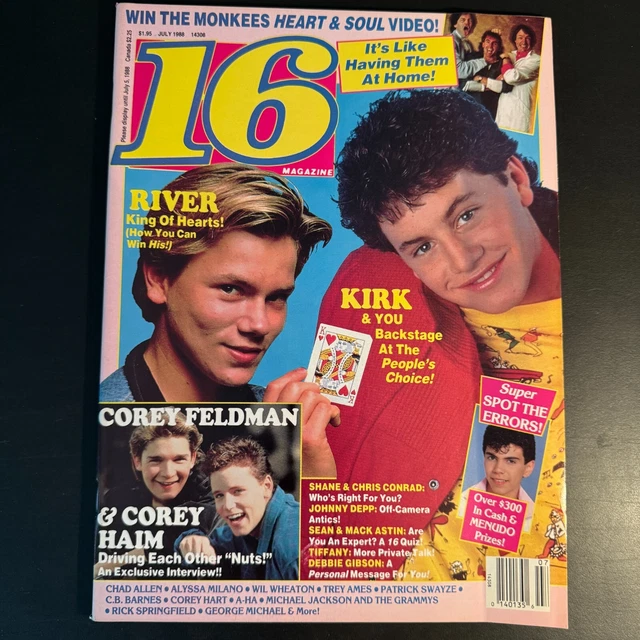 WIN THE MONKEES HEART & SOUL VIDEO!
$1.95 JULY 1988 14308
Please display until July 5, 1988 Canada $2.25
16
MAGAZINE
It's Like
Having Them
At Home!
RIVER
King Of Hearts!
(How You Can
Win His!)
KIRK
& YOU
Backstage
At The
People's
Choice!
K
Super
SPOT THE
ERRORS!
Over $300
In Cash &
MENUDO
Prizes!
COREY FELDMAN
& COREY
HAIM
Driving Each Other "Nuts!"
An Exclusive Interview!!
SHANE & CHRIS CONRAD:
Who's Right For You?
JOHNNY DEPP: Off-Camera
Antics!
SEAN & MACK ASTIN: Are
You An Expert? A 16 Quiz!
TIFFANY: More Private Talk!
DEBBIE GIBSON: A
Personal Message For You!
CHAD ALLEN • ALYSSA MILANO • WIL WHEATON • TREY AMES • PATRICK SWAYZE •
C.B. BARNES • COREY HART • A-HA • MICHAEL JACKSON AND THE GRAMMYS
• RICK SPRINGFIELD • GEORGE MICHAEL & More!
07
0 140135 6